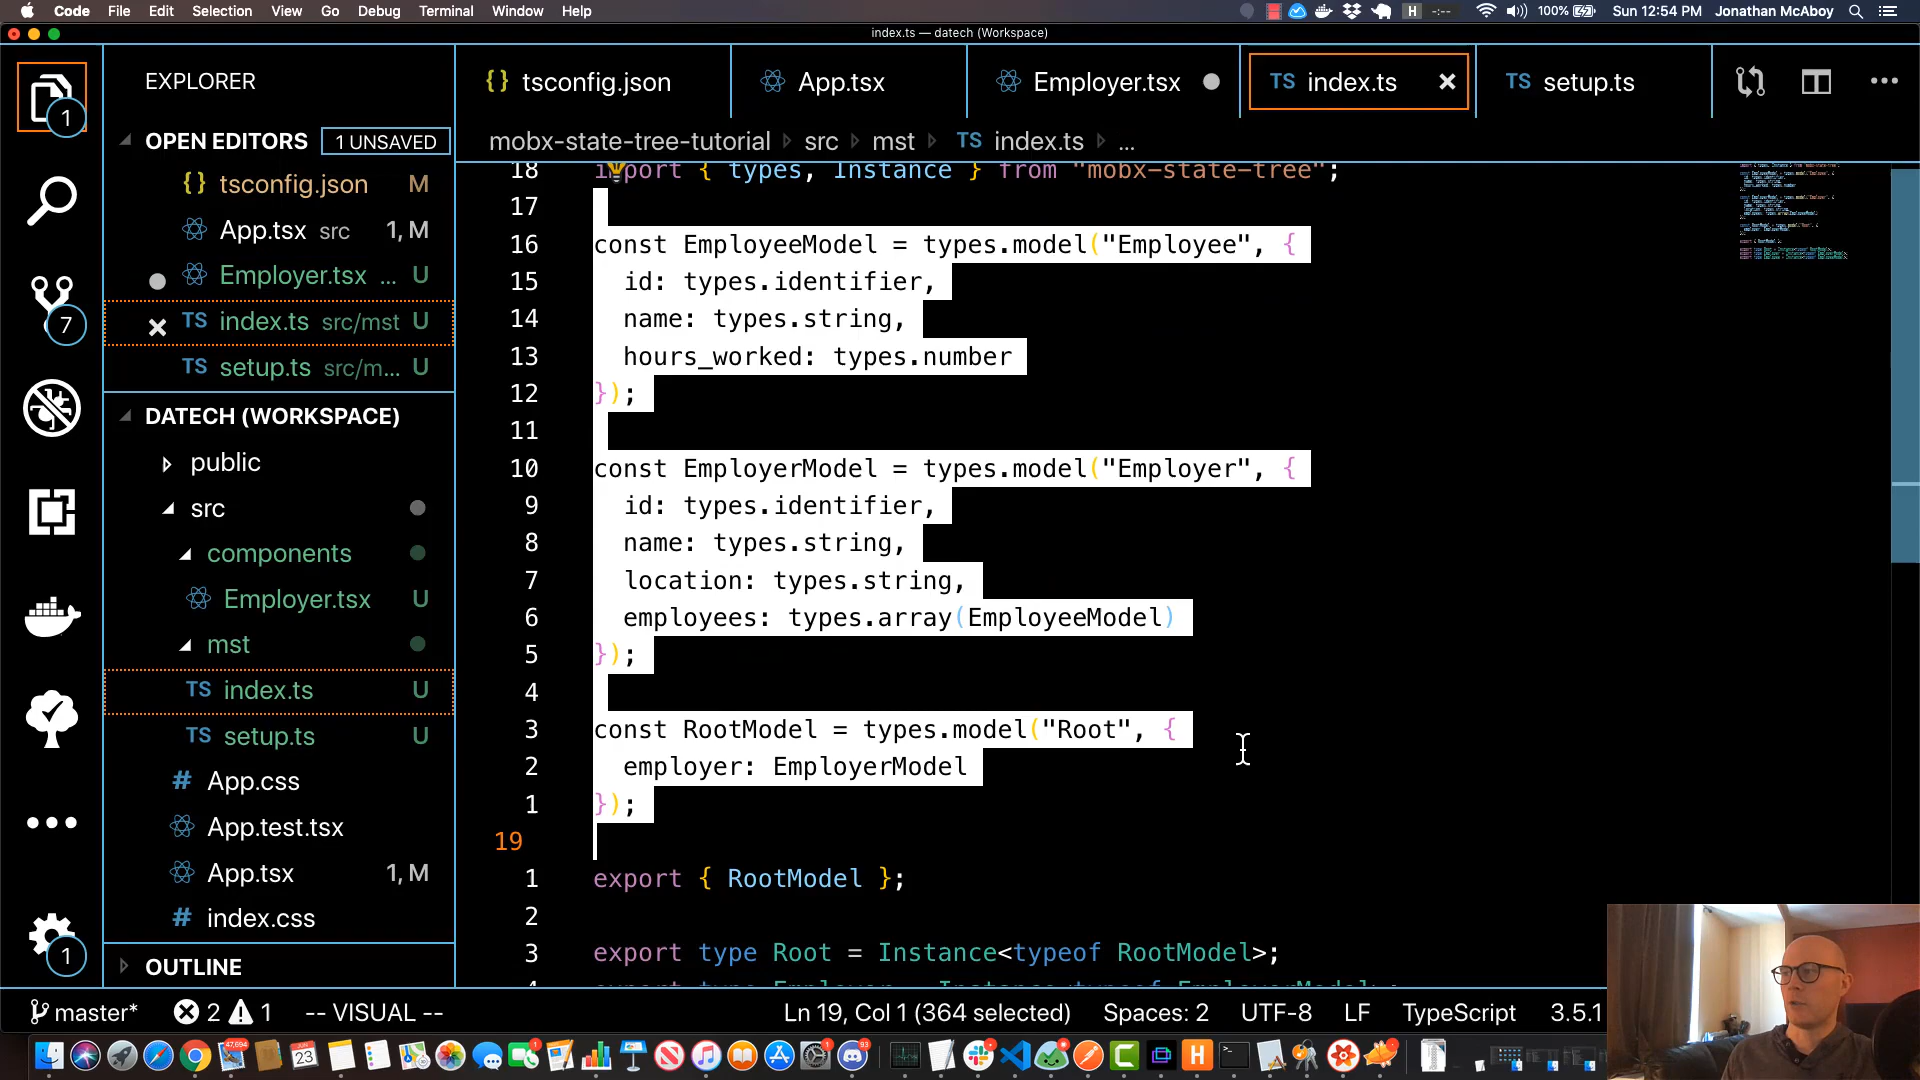 Code File Edit Selection View Go Debug Terminal Window Help H --:-- 100% Sun 12:54 PM Jonathan McAboy
index.ts — datech (Workspace)
EXPLORER
{} tsconfig.json App.tsx Employer.tsx TS index.ts TS setup.ts
1
OPEN EDITORS 1 UNSAVED
mobx-state-tree-tutorial src mst TS index.ts ...
{} tsconfig.json M
App.tsx src 1, M
Employer.tsx ... U
TS index.ts src/mst U
TS setup.ts src/m... U
7
DATECH (WORKSPACE)
public
src
components
Employer.tsx U
mst
TS index.ts U
TS setup.ts U
# App.css
App.test.tsx
App.tsx 1, M
# index.css
1
OUTLINE
18 import { types, Instance } from "mobx-state-tree";
17
16 const EmployeeModel = types.model("Employee", {
15 id: types.identifier,
14 name: types.string,
13 hours_worked: types.number
12 });
11
10 const EmployerModel = types.model("Employer", {
9 id: types.identifier,
8 name: types.string,
7 location: types.string,
6 employees: types.array(EmployeeModel)
5 });
4
3 const RootModel = types.model("Root", {
2 employer: EmployerModel
1 });
19
1 export { RootModel };
2
3 export type Root = Instance<typeof RootModel>;
master* 2 1 -- VISUAL -- Ln 19, Col 1 (364 selected) Spaces: 2 UTF-8 LF TypeScript 3.5.1